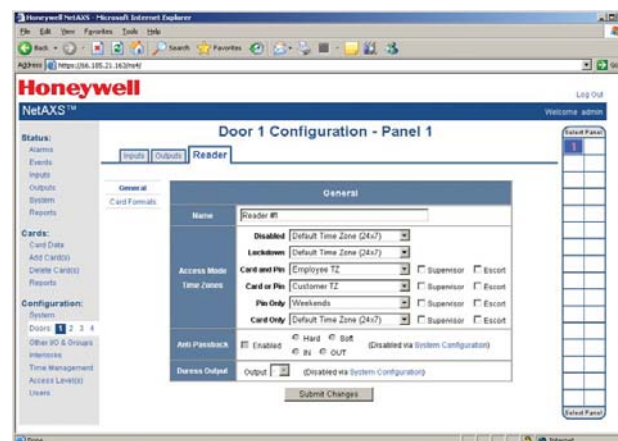 Honeywell NetAXS - Microsoft Internet Explorer
File Edit View Favorites Tools Help
Back Search Favorites
Address https://66.185.21.163/ns4/ Go
Honeywell
Log Out
NetAXS™ Welcome admin
Door 1 Configuration - Panel 1
Inputs Outputs Reader
Select Panel
1
Status:
Alarms
Events
Inputs
Outputs
System
Reports
Cards:
Card Data
Add Card(s)
Delete Card(s)
Reports
Configuration:
System
Doors: 1 2 3 4
Other I/O & Groups
Interlocks
Time Management
Access Level(s)
Users
General
Card Formats
General
Name Reader #1
Access Mode Time Zones
Disabled Default Time Zone (24x7)
Lockdown Default Time Zone (24x7)
Card and Pin Employee TZ Supervisor Escort
Card or Pin Customer TZ Supervisor Escort
Pin Only Weekends Supervisor Escort
Card Only Default Time Zone (24x7) Supervisor Escort
Anti-Passback Enabled Hard Soft (Disabled via System Configuration)
IN OUT
Duress Output Output (Disabled via System Configuration)
Submit Changes
Select Panel
Done Internet